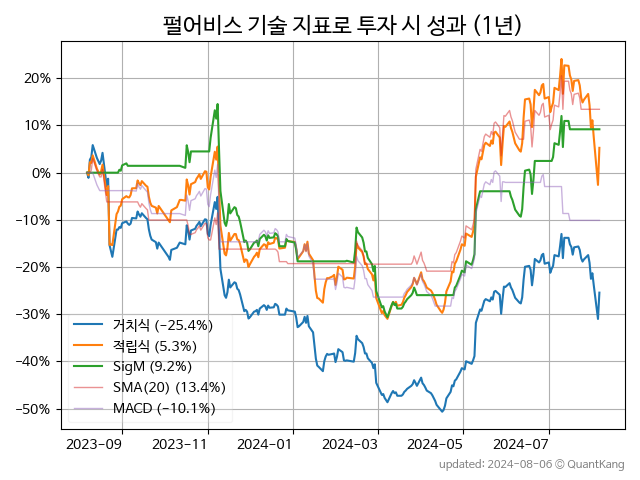 펄어비스 기술 지표로 투자 시 성과 (1년)
20%
10%
0%
−10%
−20%
−30%
−40%
−50%
거치식 (−25.4%)
적립식 (5.3%)
SigM (9.2%)
SMA(20) (13.4%)
MACD (−10.1%)
2023-09
2023-11
2024-01
2024-03
2024-05
2024-07
updated: 2024-08-06 © QuantKang